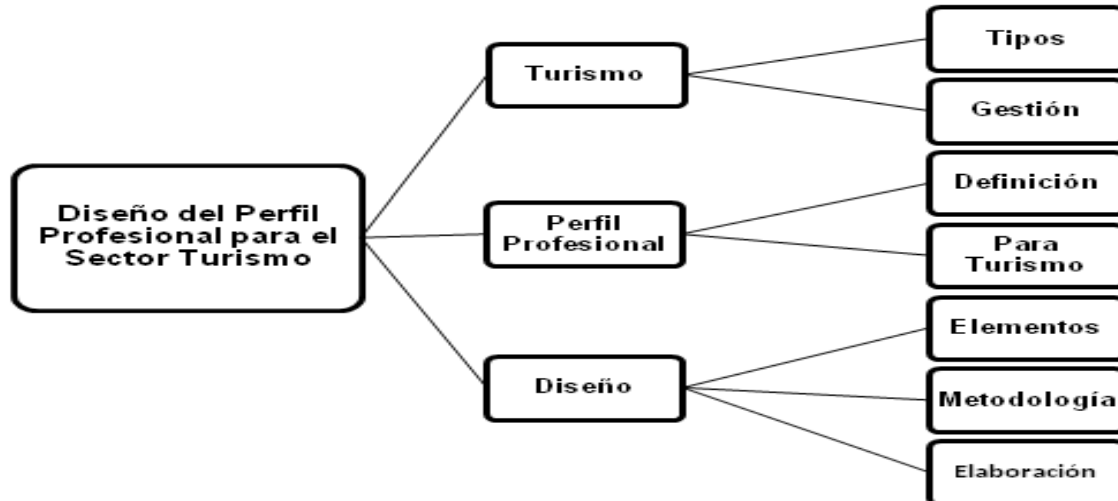 Diseño del Perfil
Profesional para el
Sector Turismo
Turismo
Tipos
Gestión
Perfil
Profesional
Definición
Para
Turismo
Diseño
Elementos
Metodología
Elaboración